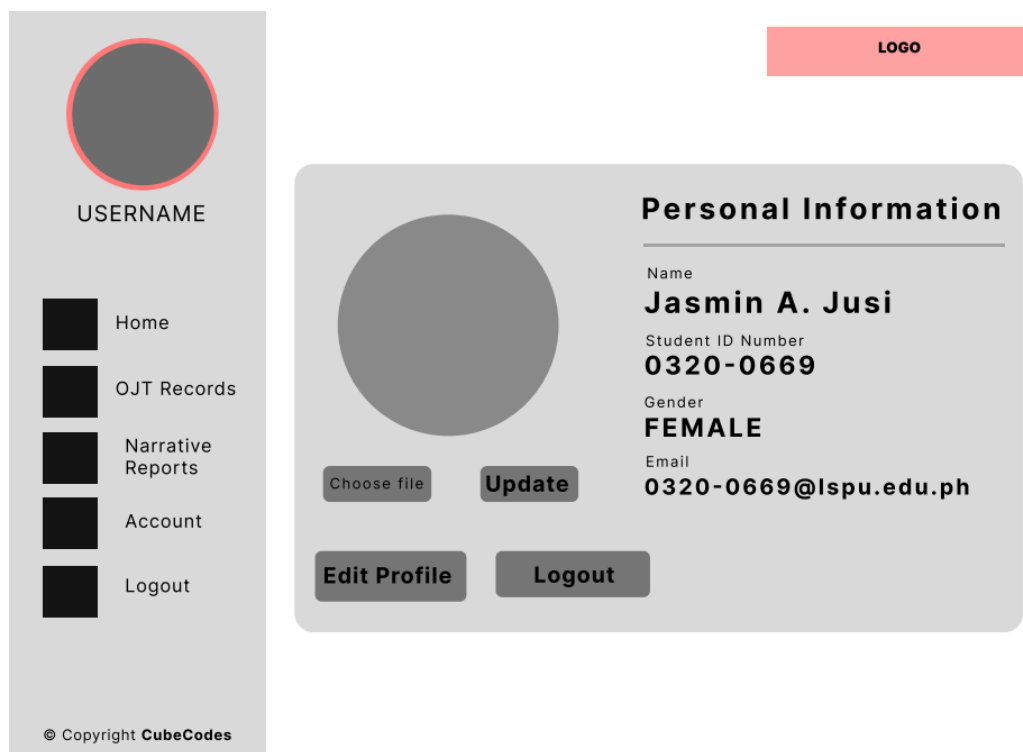 USERNAME
Home
OJT Records
Narrative
Reports
Account
Logout
© Copyright CubeCodes
LOGO
Personal Information
Name
Jasmin A. Jusi
Student ID Number
0320-0669
Gender
FEMALE
Email
0320-0669@lspu.edu.ph
Choose file
Update
Edit Profile
Logout